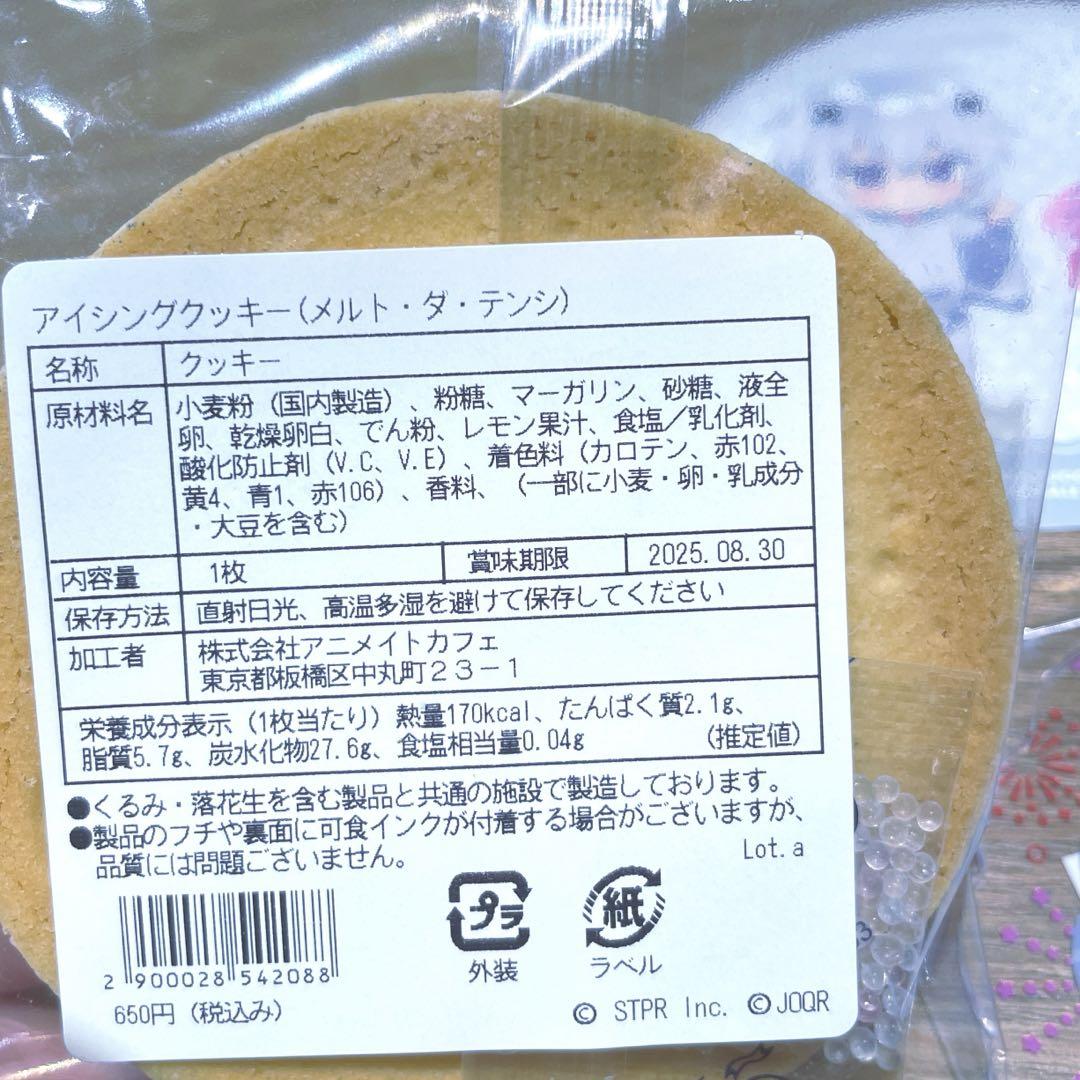 アイシングクッキー(メルト・ダ・テンシ)
名称 クッキー
原材料名 小麦粉（国内製造）、粉糖、マーガリン、砂糖、液全
卵、乾燥卵白、でん粉、レモン果汁、食塩／乳化剤、
酸化防止剤（V.C、V.E）、着色料（カロテン、赤102、
黄4、青1、赤106）、香料、（一部に小麦・卵・乳成分
・大豆を含む）
内容量 1枚 賞味期限 2025.08.30
保存方法 直射日光、高温多湿を避けて保存してください
加工者 株式会社アニメイトカフェ
東京都板橋区中丸町２３－１
栄養成分表示（1枚当たり）熱量170kcal、たんぱく質2.1g、
脂質5.7g、炭水化物27.6g、食塩相当量0.04g （推定値）
●くるみ・落花生を含む製品と共通の施設で製造しております。
●製品のフチや裏面に可食インクが付着する場合がございますが、
品質には問題ございません。
Lot.a
2 900028 542088
プラ
外装
紙
ラベル
650円（税込み）
© STPR Inc. ©JOQR